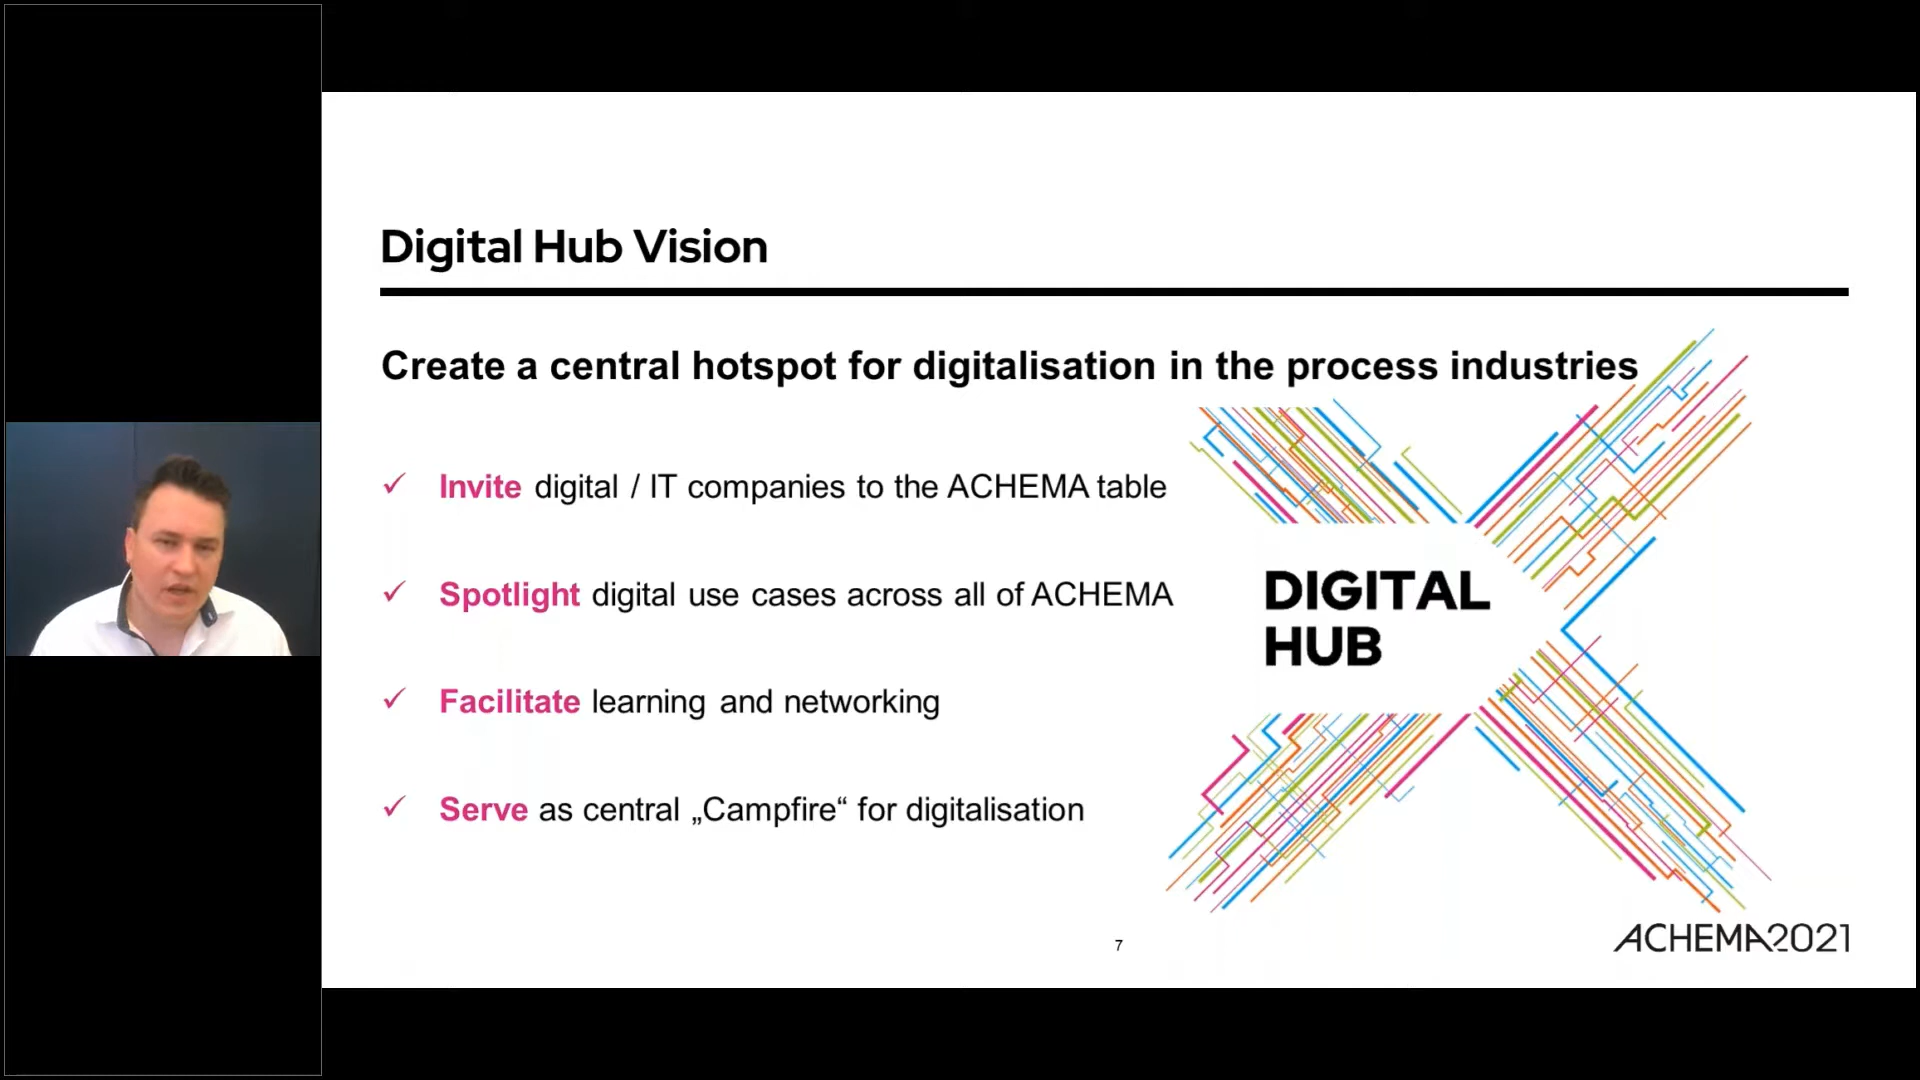 Digital Hub Vision
Create a central hotspot for digitalisation in the process industries
✓ Invite digital / IT companies to the ACHEMA table
✓ Spotlight digital use cases across all of ACHEMA
✓ Facilitate learning and networking
✓ Serve as central „Campfire“ for digitalisation
DIGITAL
HUB
7
ACHEMA2021